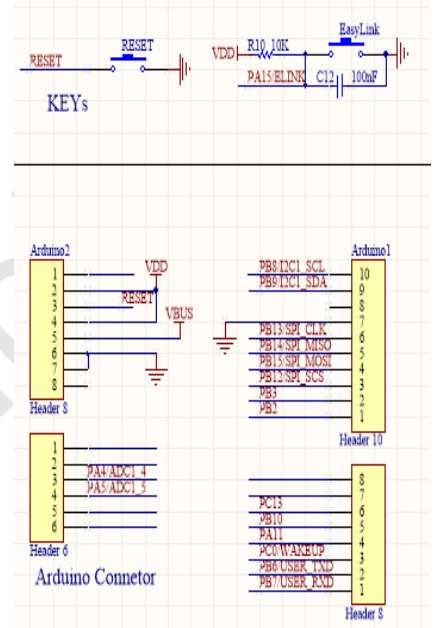 RESET
RESET
KEYs
EasyLink
VDD
R10 10K
PA15/ELINK
C12
100nF
Arduino2
1
2
3
4
5
6
7
8
VDD
RESET
VBUS
Header 8
1
2
3
4
5
6
PA4/ADC1_4
PA5/ADC1_5
Header 6
Arduino Connetor
Arduino1
PB8/I2C1_SCL
PB9/I2C1_SDA
PB13/SPI_CLK
PB14/SPI_MISO
PB15/SPI_MOSI
PB12/SPI_SCS
PB3
PB2
10
9
8
7
6
5
4
3
2
1
Header 10
PC13
PB10
PA11
PC0/WAKEUP
PB6/USER_TXD
PB7/USER_RXD
8
7
6
5
4
3
2
1
Header 8